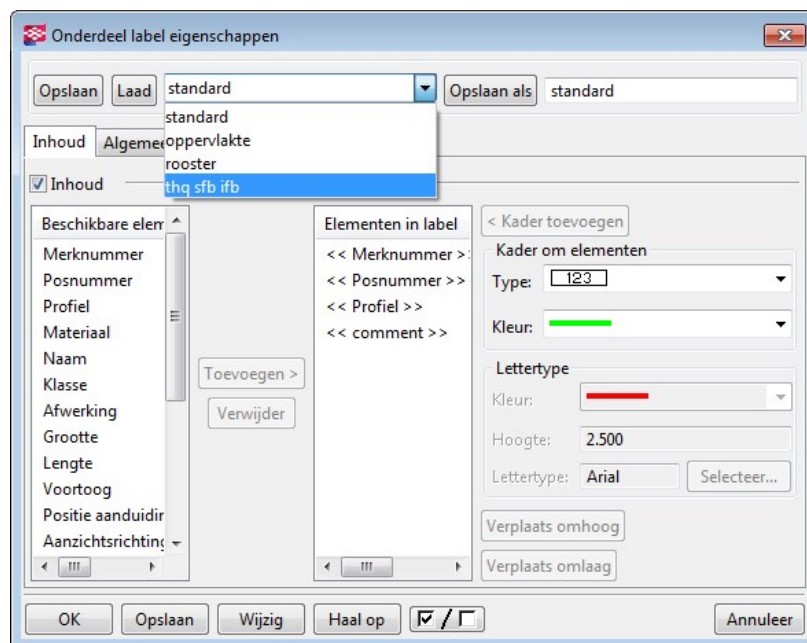 Onderdeel label eigenschappen
Opslaan Laad standard Opslaan als standard
standard
oppervlakte
rooster
thq sfb ifb
Inhoud Algemee
Inhoud
Beschikbare elem
Merknummer
Posnummer
Profiel
Materiaal
Naam
Klasse
Afwerking
Grootte
Lengte
Voortoog
Positie aanduidin
Aanzichtsrichting
Toevoegen >
Verwijder
Elementen in label
<< Merknummer >
<< Posnummer >>
<< Profiel >>
<< comment >>
< Kader toevoegen
Kader om elementen
Type: 123
Kleur:
Lettertype
Kleur:
Hoogte: 2.500
Lettertype: Arial Selecteer...
Verplaats omhoog
Verplaats omlaag
OK Opslaan Wijzig Haal op / Annuleer